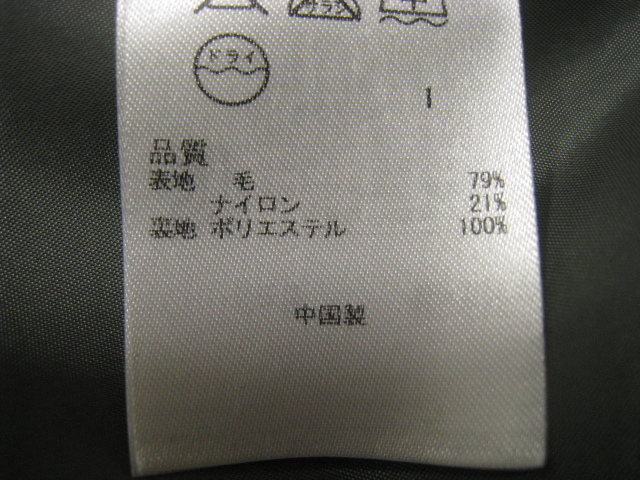 ドライ
1
品質
表地 毛 79%
ナイロン 21%
裏地 ポリエステル 100%
中国製